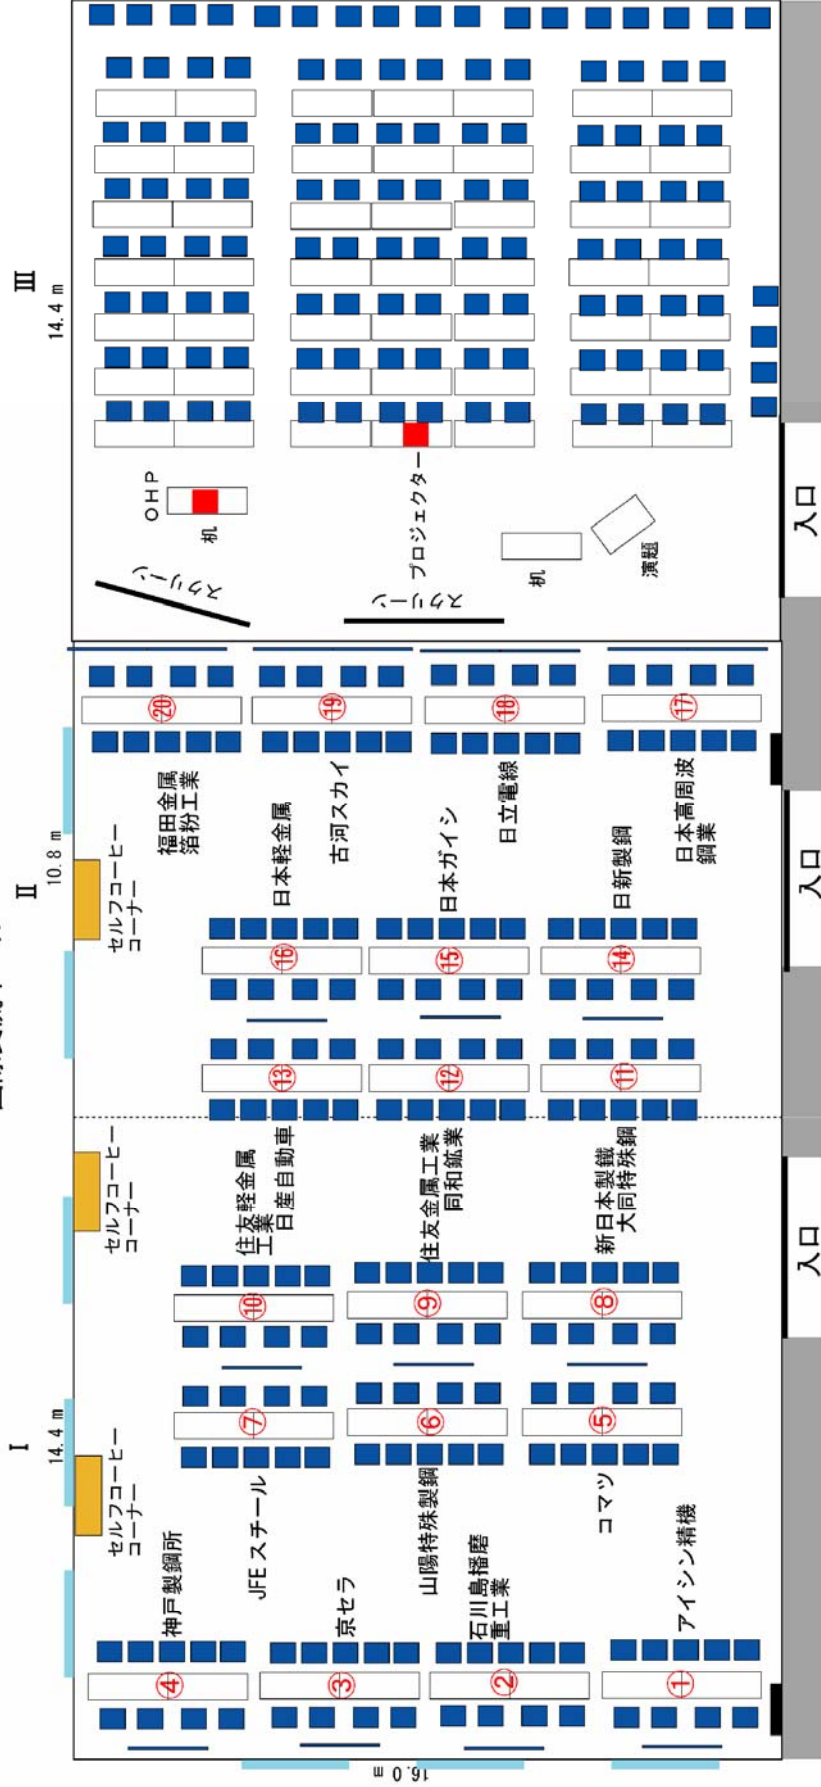 Ⅰ
14.4 m
Ⅱ
10.8 m
Ⅲ
14.4 m
16.0 m
セルフコーヒー
コーナー
セルフコーヒー
コーナー
セルフコーヒー
コーナー
④
神戸製鋼所
⑦
JFE スチール
⑩
住友軽金属
工業
⑬
日産自動車
⑯
日本軽金属
⑳
福田金属
箔粉工業
③
京セラ
⑥
山陽特殊製鋼
⑨
住友金属工業
⑫
同和鉱業
⑮
日本ガイシ
⑲
古河スカイ
②
石川島播磨
重工業
⑤
コマツ
⑧
新日本製鐵
⑪
大同特殊鋼
⑭
日新製鋼
⑱
日立電線
①
アイシン精機
⑰
日本高周波
鋼業
スクリーン
OHP
机
スクリーン
プロジェクター
机
演題
入口
入口
入口